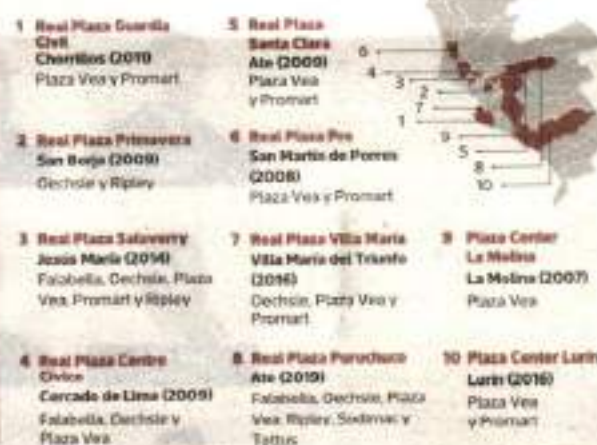 1 Real Plaza Guardia
Civil
Chorrillos (2011)
Plaza Vea y Promart
2 Real Plaza Primavera
San Borja (2009)
Oechsle y Ripley
3 Real Plaza Salaverry
Jesús María (2014)
Falabella, Oechsle, Plaza
Vea, Promart y Ripley
4 Real Plaza Centro
Cívico
Cercado de Lima (2009)
Falabella, Oechsle y
Plaza Vea
5 Real Plaza
Santa Clara
Ate (2009)
Plaza Vea
y Promart
6 Real Plaza Pro
San Martín de Porres
(2008)
Plaza Vea y Promart
7 Real Plaza Villa María
Villa María del Triunfo
(2016)
Oechsle, Plaza Vea y
Promart
8 Real Plaza Puruchuco
Ate (2019)
Falabella, Oechsle, Plaza
Vea, Ripley, Sodimac y
Tottus
9 Plaza Center
La Molina
La Molina (2007)
Plaza Vea
10 Plaza Center Lurín
Lurín (2016)
Plaza Vea
y Promart
6
4
3
2
7
1
9
5
8
10